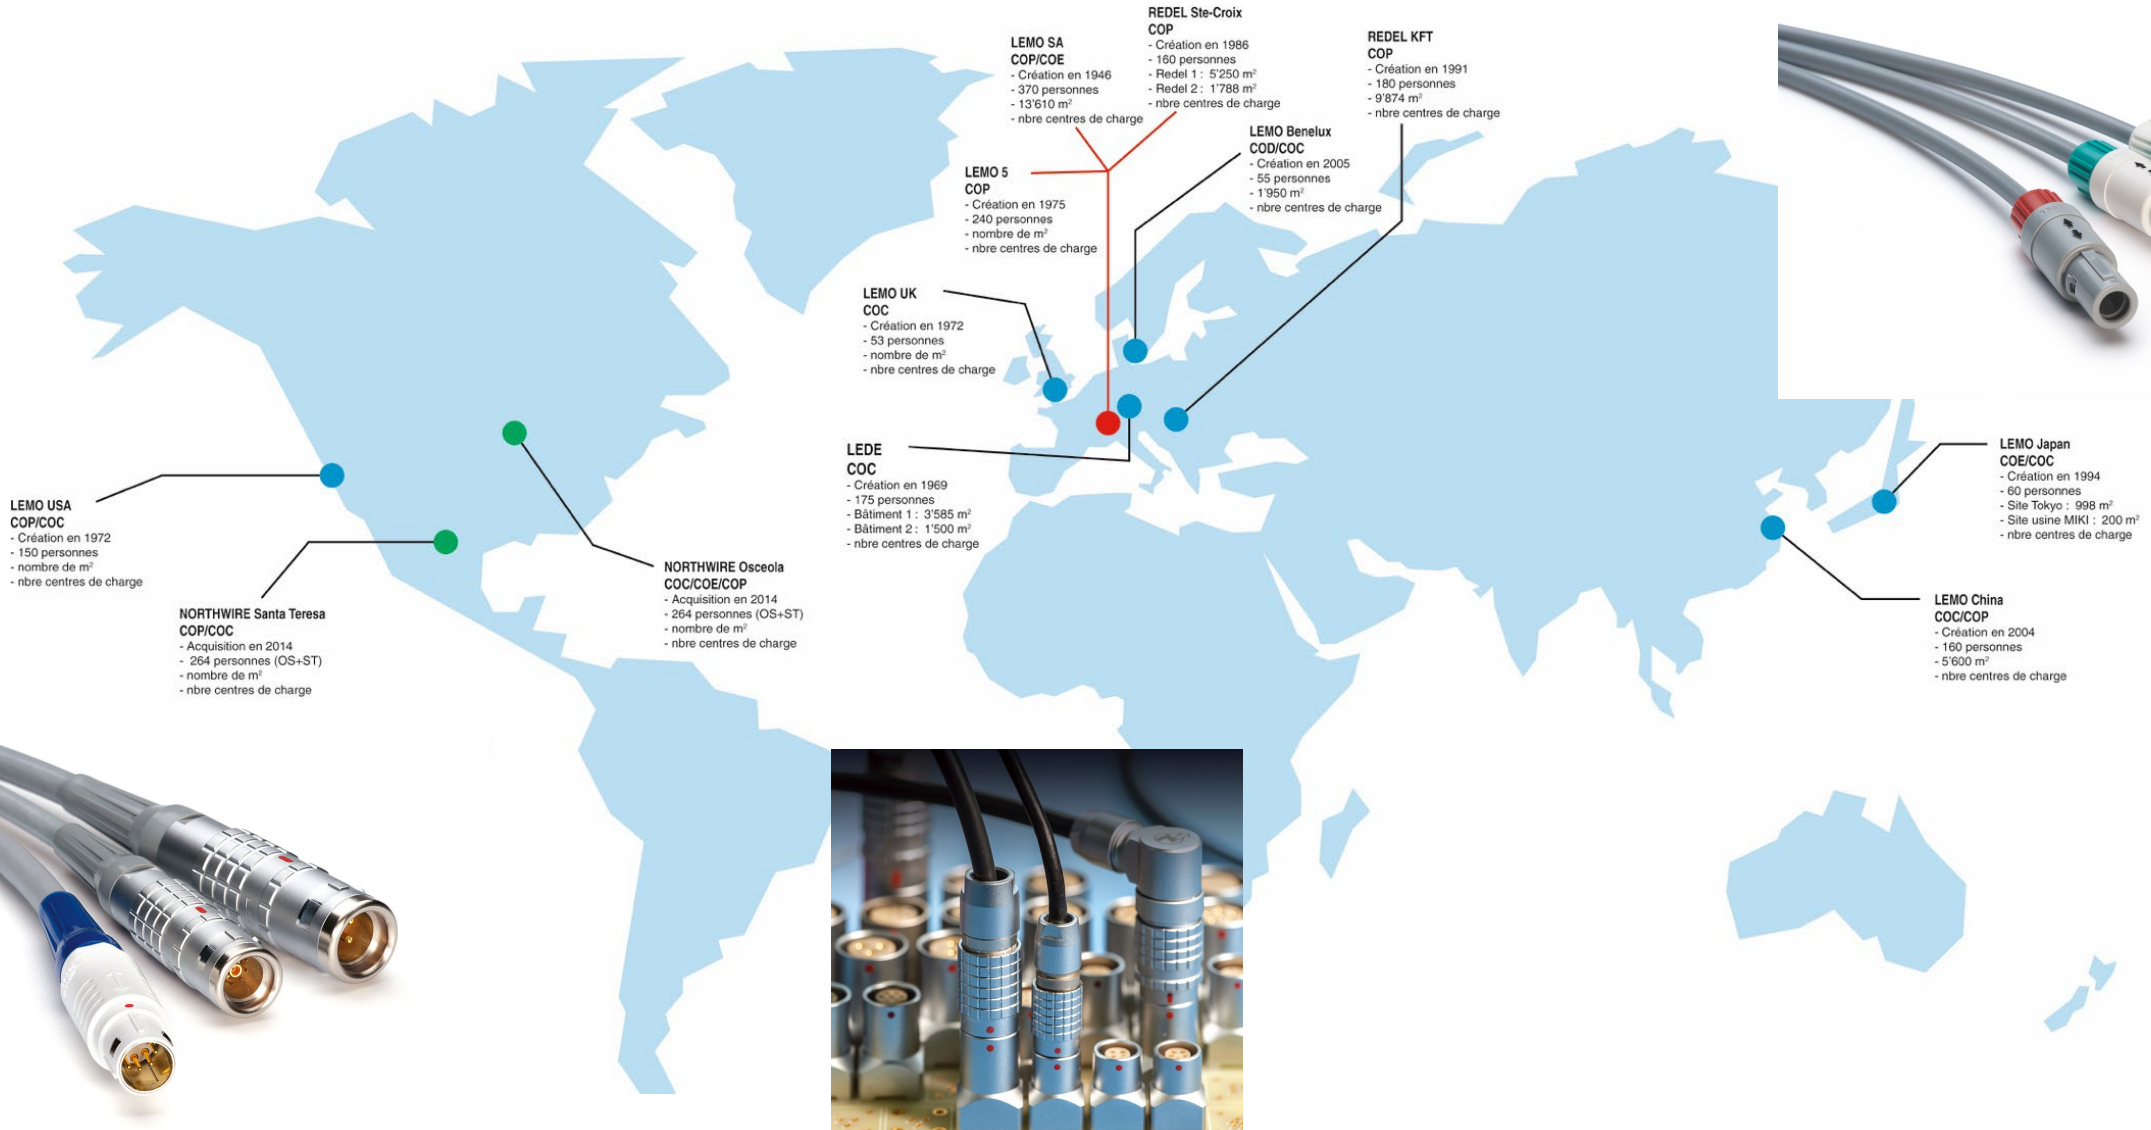 LEMO SA
COP/COE
- Création en 1946
- 370 personnes
- 13'610 m²
- nbre centres de charge
REDEL Ste-Croix
COP
- Création en 1986
- 160 personnes
- Redel 1 : 5'250 m²
- Redel 2 : 1'788 m²
- nbre centres de charge
REDEL KFT
COP
- Création en 1991
- 180 personnes
- 9'874 m²
- nbre centres de charge
LEMO Benelux
COD/COC
- Création en 2005
- 55 personnes
- 1'950 m²
- nbre centres de charge
LEMO 5
COP
- Création en 1975
- 240 personnes
- nombre de m²
- nbre centres de charge
LEMO UK
COC
- Création en 1972
- 53 personnes
- nombre de m²
- nbre centres de charge
LEDE
COC
- Création en 1969
- 175 personnes
- Bâtiment 1 : 3'585 m²
- Bâtiment 2 : 1'500 m²
- nbre centres de charge
LEMO Japan
COE/COC
- Création en 1994
- 60 personnes
- Site Tokyo : 998 m²
- Site usine MIKI : 200 m²
- nbre centres de charge
LEMO USA
COP/COC
- Création en 1972
- 150 personnes
- nombre de m²
- nbre centres de charge
NORTHWIRE Osceola
COC/COE/COP
- Acquisition en 2014
- 264 personnes (OS+ST)
- nombre de m²
- nbre centres de charge
NORTHWIRE Santa Teresa
COP/COC
- Acquisition en 2014
- 264 personnes (OS+ST)
- nombre de m²
- nbre centres de charge
LEMO China
COC/COP
- Création en 2004
- 160 personnes
- 5'600 m²
- nbre centres de charge